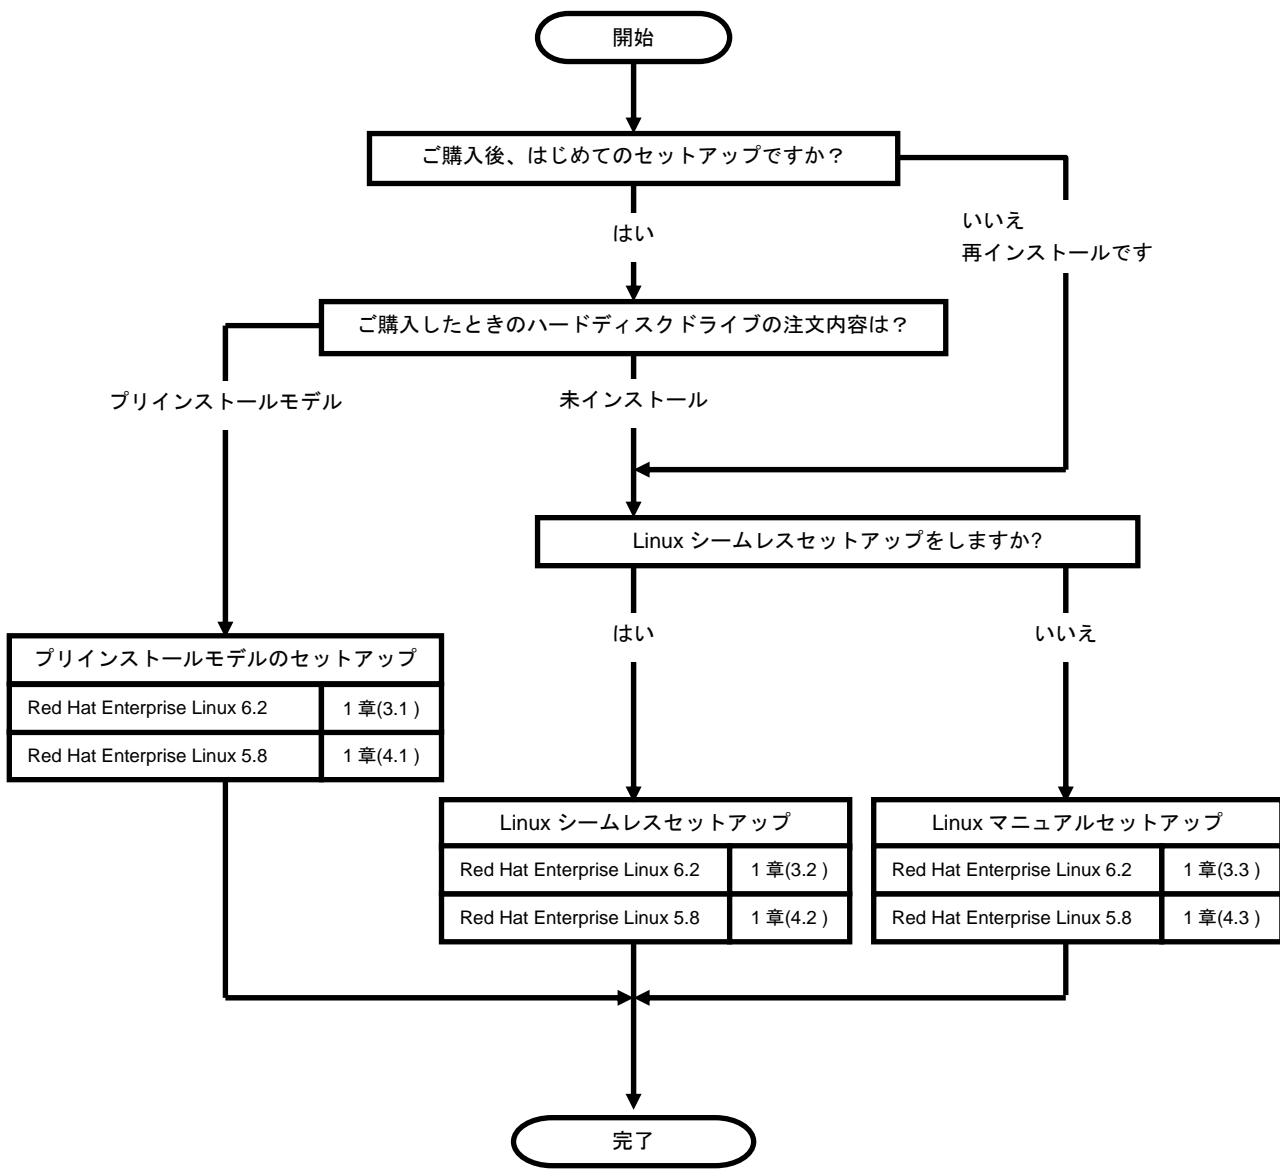 開始
ご購入後、はじめてのセットアップですか？
はい
いいえ
再インストールです
ご購入したときのハードディスクドライブの注文内容は？
プリインストールモデル
未インストール
Linux シームレスセットアップをしますか?
はい
いいえ
プリインストールモデルのセットアップ
Red Hat Enterprise Linux 6.2 1 章(3.1 )
Red Hat Enterprise Linux 5.8 1 章(4.1 )
Linux シームレスセットアップ
Red Hat Enterprise Linux 6.2 1 章(3.2 )
Red Hat Enterprise Linux 5.8 1 章(4.2 )
Linux マニュアルセットアップ
Red Hat Enterprise Linux 6.2 1 章(3.3 )
Red Hat Enterprise Linux 5.8 1 章(4.3 )
完了